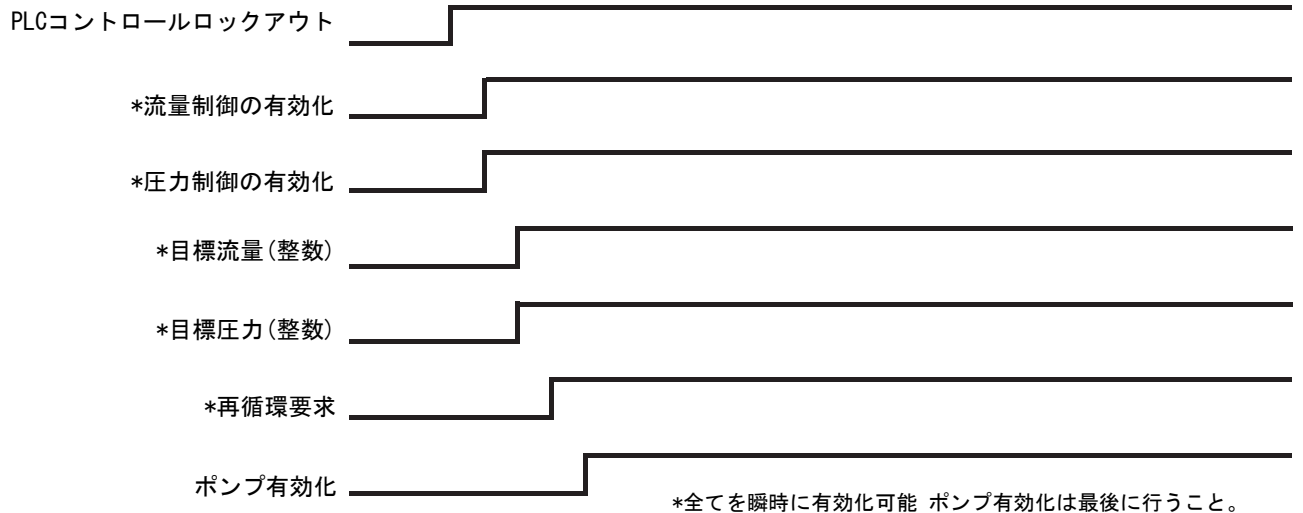 PLCコントロールロックアウト
*流量制御の有効化
*圧力制御の有効化
*目標流量(整数)
*目標圧力(整数)
*再循環要求
ポンプ有効化
*全てを瞬時に有効化可能 ポンプ有効化は最後に行うこと。